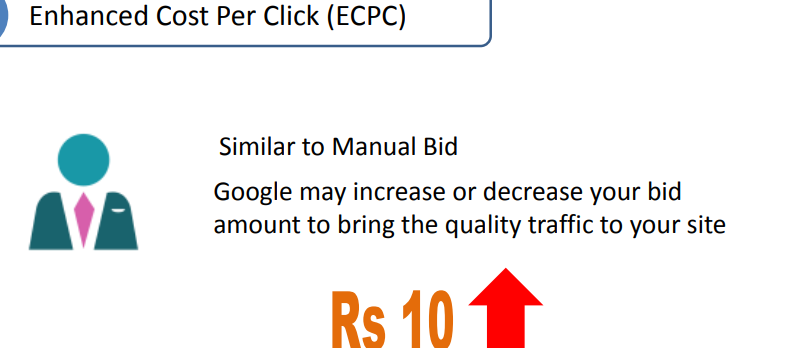 Enhanced Cost Per Click (ECPC)
Similar to Manual Bid
Google may increase or decrease your bid
amount to bring the quality traffic to your site
Rs 10